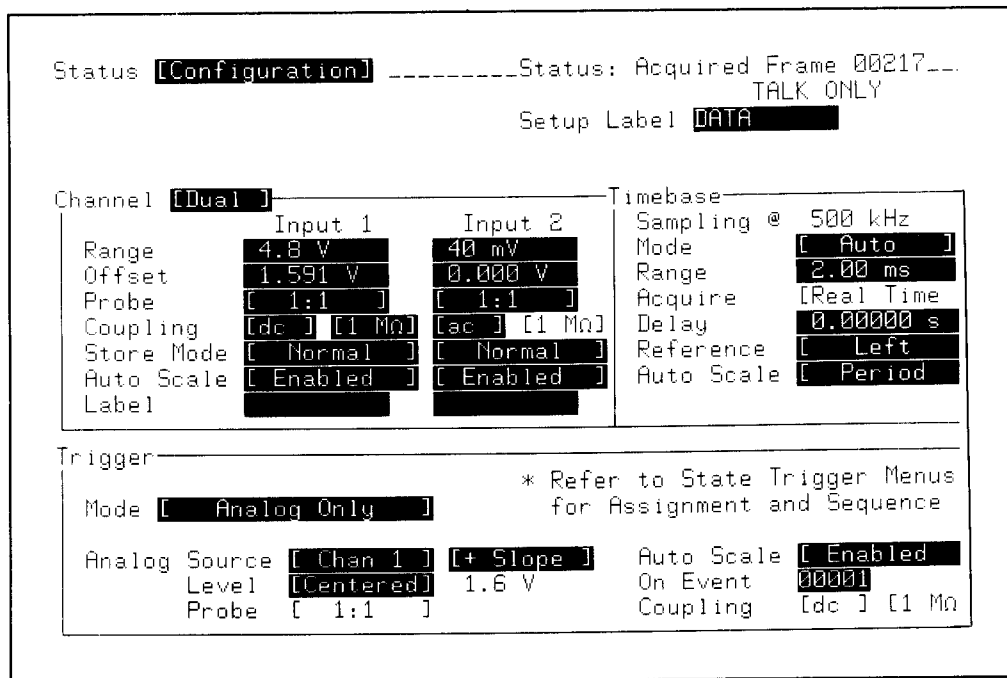 Status [Configuration] _________Status: Acquired Frame 00217__.
TALK ONLY
Setup Label DATA
Channel [Dual ]
Input 1 Input 2
Range 4.8 V 40 mV
Offset 1.591 V 0.000 V
Probe [ 1:1 ] [ 1:1 ]
Coupling [dc ] [1 MΩ] [ac ] [1 MΩ]
Store Mode [ Normal ] [ Normal ]
Auto Scale [ Enabled ] [ Enabled ]
Label
Timebase
Sampling @ 500 kHz
Mode [ Auto ]
Range 2.00 ms
Acquire [Real Time
Delay 0.00000 s
Reference [ Left
Auto Scale [ Period
Trigger
* Refer to State Trigger Menus
for Assignment and Sequence
Mode [ Analog Only ]
Analog Source [ Chan 1 ] [+ Slope ]
Level [Centered] 1.6 V
Probe [ 1:1 ]
Auto Scale [ Enabled
On Event 00001
Coupling [dc ] [1 MΩ